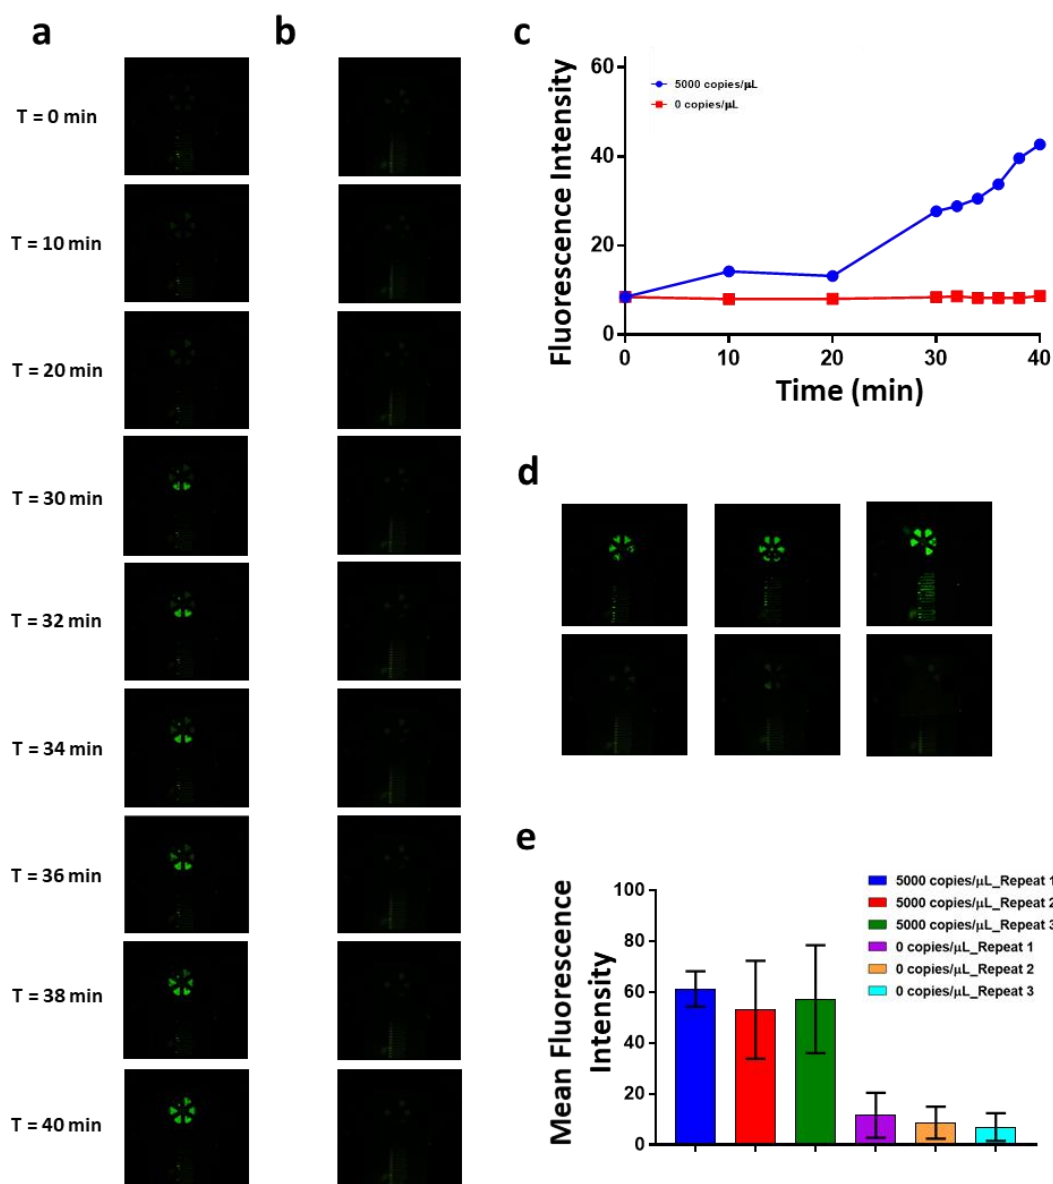 a
b
T = 0 min
T = 10 min
T = 20 min
T = 30 min
T = 32 min
T = 34 min
T = 36 min
T = 38 min
T = 40 min
c
Fluorescence Intensity
60
40
20
0
5000 copies/μL
0 copies/μL
0
10
20
30
40
Time (min)
d
e
Mean Fluorescence
Intensity
100
80
60
40
20
0
5000 copies/μL_Repeat 1
5000 copies/μL_Repeat 2
5000 copies/μL_Repeat 3
0 copies/μL_Repeat 1
0 copies/μL_Repeat 2
0 copies/μL_Repeat 3